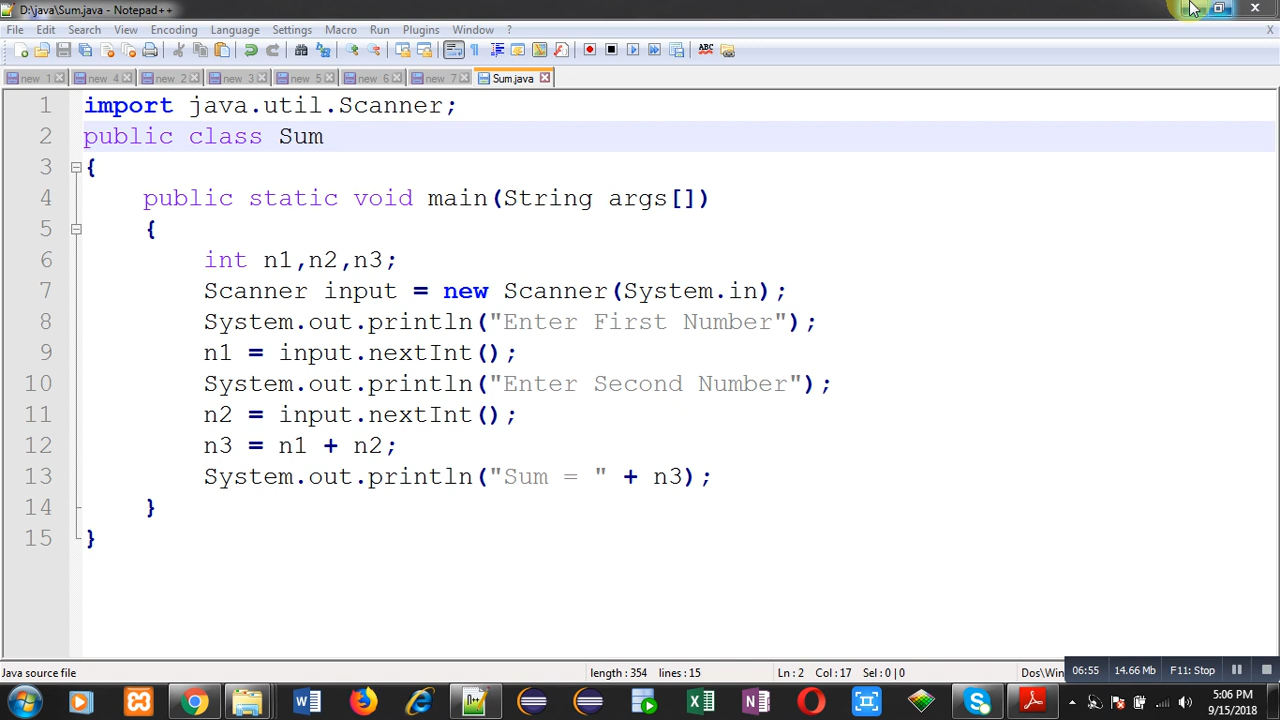 D:\java\Sum.java - Notepad++
File Edit Search View Encoding Language Settings Macro Run Plugins Window ? X
new 1 new 4 new 2 new 3 new 5 new 6 new 7 Sum.java
1 import java.util.Scanner;
2 public class Sum
3 {
4 public static void main(String args[])
5 {
6 int n1,n2,n3;
7 Scanner input = new Scanner(System.in);
8 System.out.println("Enter First Number");
9 n1 = input.nextInt();
10 System.out.println("Enter Second Number");
11 n2 = input.nextInt();
12 n3 = n1 + n2;
13 System.out.println("Sum = " + n3);
14 }
15 }
Java source file length : 354 lines : 15 Ln : 2 Col : 17 Sel : 0 | 0 Dos\Win
06:55 14.66 Mb F11: Stop
5:06 PM
9/15/2018